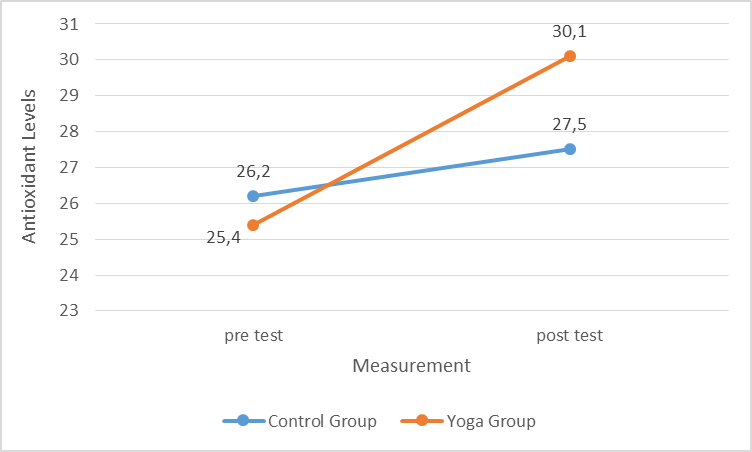 31
30
29
28
27
26
25
24
23
Antioxidant Levels
30,1
27,5
26,2
25,4
pre test
post test
Measurement
Control Group
Yoga Group